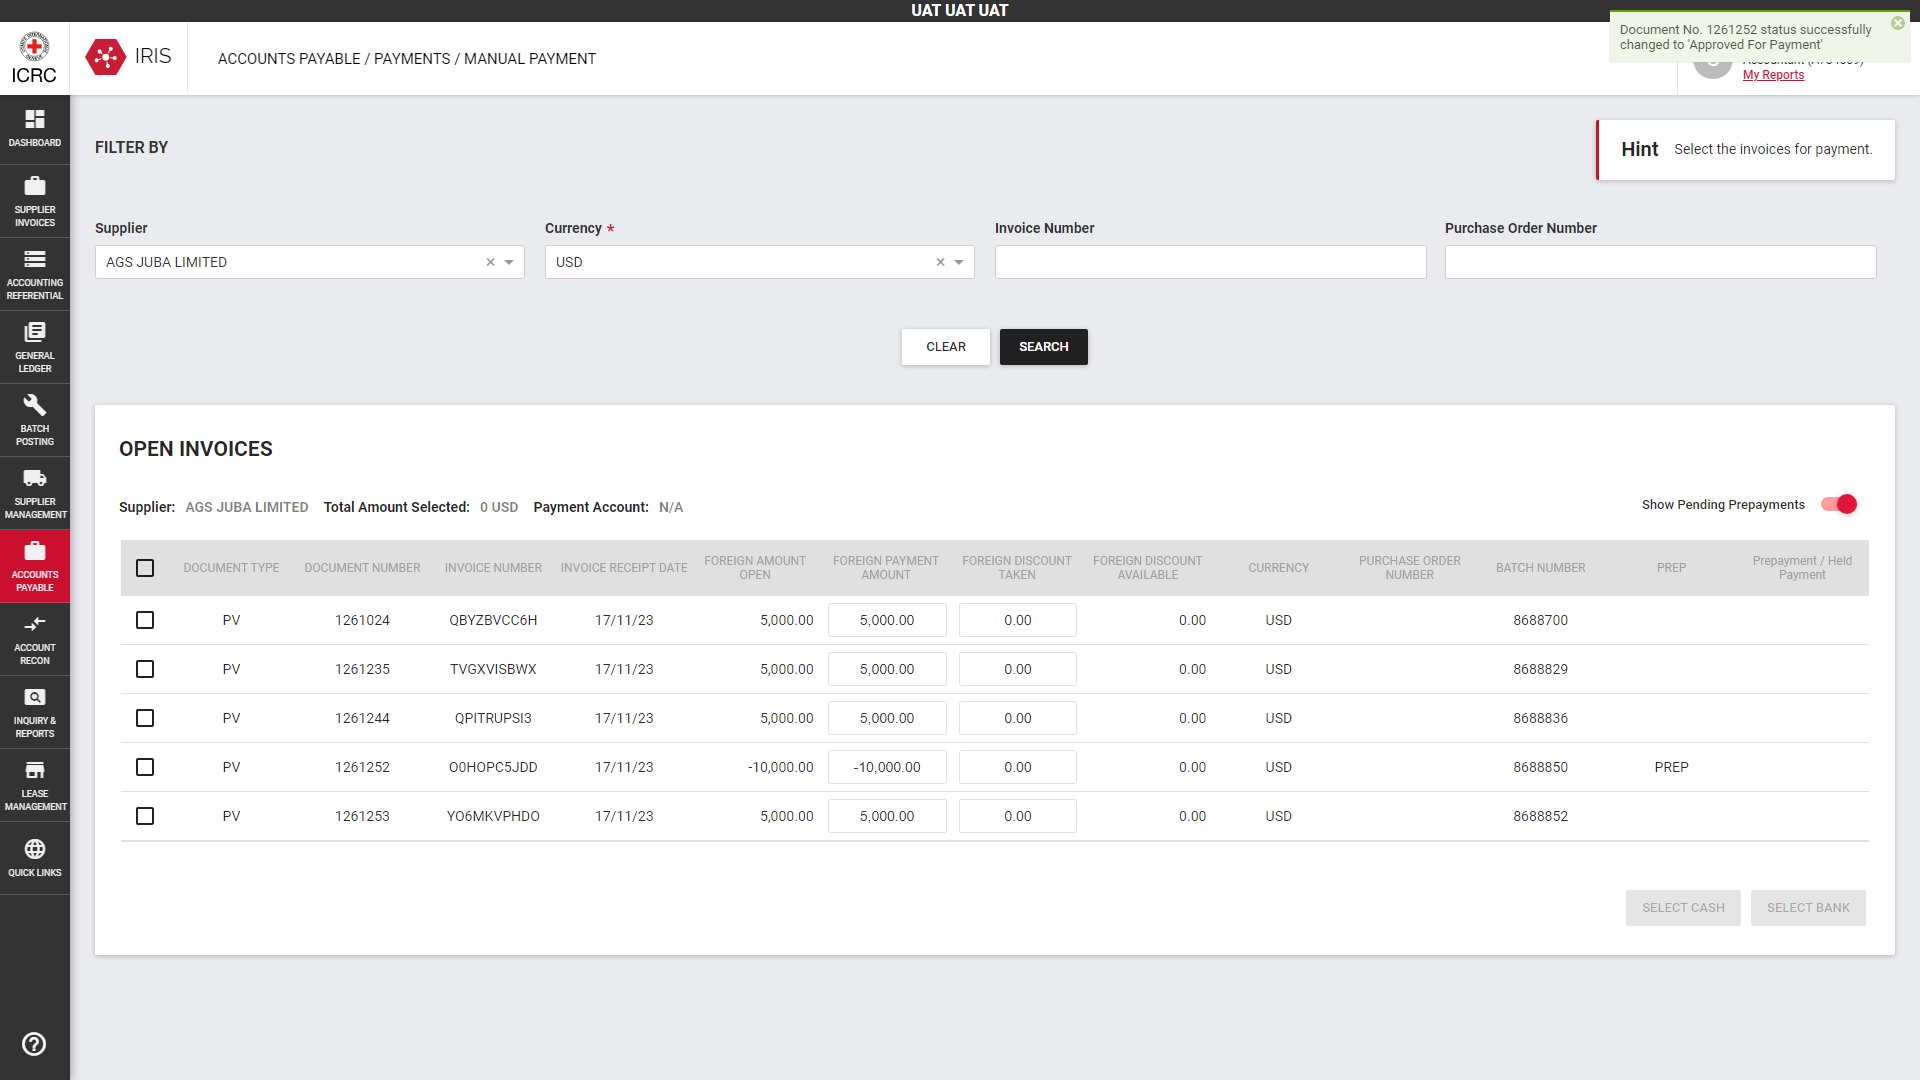 UAT UAT UAT
Document No. 1261252 status successfully
changed to 'Approved For Payment'
ICRC
IRIS
ACCOUNTS PAYABLE / PAYMENTS / MANUAL PAYMENT
My Reports
DASHBOARD
SUPPLIER
INVOICES
ACCOUNTING
REFERENTIAL
GENERAL
LEDGER
BATCH
POSTING
SUPPLIER
MANAGEMENT
ACCOUNTS
PAYABLE
ACCOUNT
RECON
INQUIRY &
REPORTS
LEASE
MANAGEMENT
QUICK LINKS
FILTER BY
Hint Select the invoices for payment.
Supplier Currency * Invoice Number Purchase Order Number
AGS JUBA LIMITED USD
CLEAR SEARCH
OPEN INVOICES
Supplier: AGS JUBA LIMITED Total Amount Selected: 0 USD Payment Account: N/A Show Pending Prepayments
DOCUMENT TYPE DOCUMENT NUMBER INVOICE NUMBER INVOICE RECEIPT DATE FOREIGN AMOUNT OPEN FOREIGN PAYMENT AMOUNT FOREIGN DISCOUNT TAKEN FOREIGN DISCOUNT AVAILABLE CURRENCY PURCHASE ORDER NUMBER BATCH NUMBER PREP Prepayment / Held Payment
PV 1261024 QBYZBVCC6H 17/11/23 5,000.00 5,000.00 0.00 0.00 USD 8688700
PV 1261235 TVGXVISBWX 17/11/23 5,000.00 5,000.00 0.00 0.00 USD 8688829
PV 1261244 QPITRUPSI3 17/11/23 5,000.00 5,000.00 0.00 0.00 USD 8688836
PV 1261252 O0HOPC5JDD 17/11/23 -10,000.00 -10,000.00 0.00 0.00 USD 8688850 PREP
PV 1261253 YO6MKVPHDO 17/11/23 5,000.00 5,000.00 0.00 0.00 USD 8688852
SELECT CASH SELECT BANK